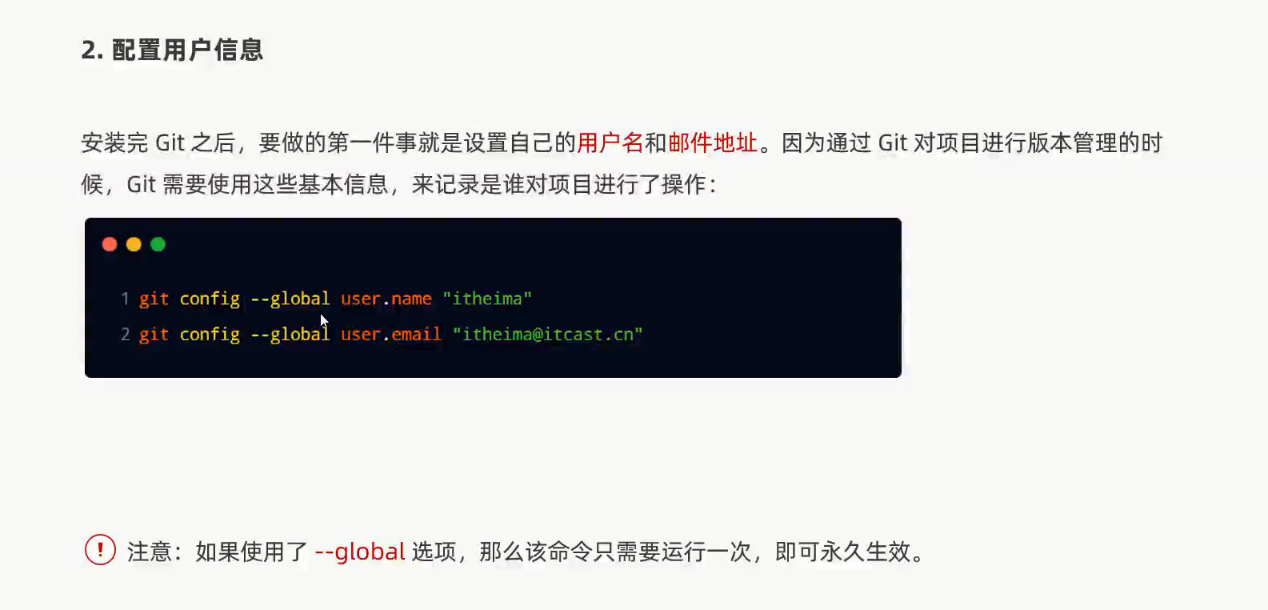 2. 配置用户信息
安装完 Git 之后，要做的第一件事就是设置自己的用户名和邮件地址。因为通过 Git 对项目进行版本管理的时
候，Git 需要使用这些基本信息，来记录是谁对项目进行了操作：
1 git config --global user.name "itheima"
2 git config --global user.email "itheima@itcast.cn"
! 注意：如果使用了 --global 选项，那么该命令只需要运行一次，即可永久生效。